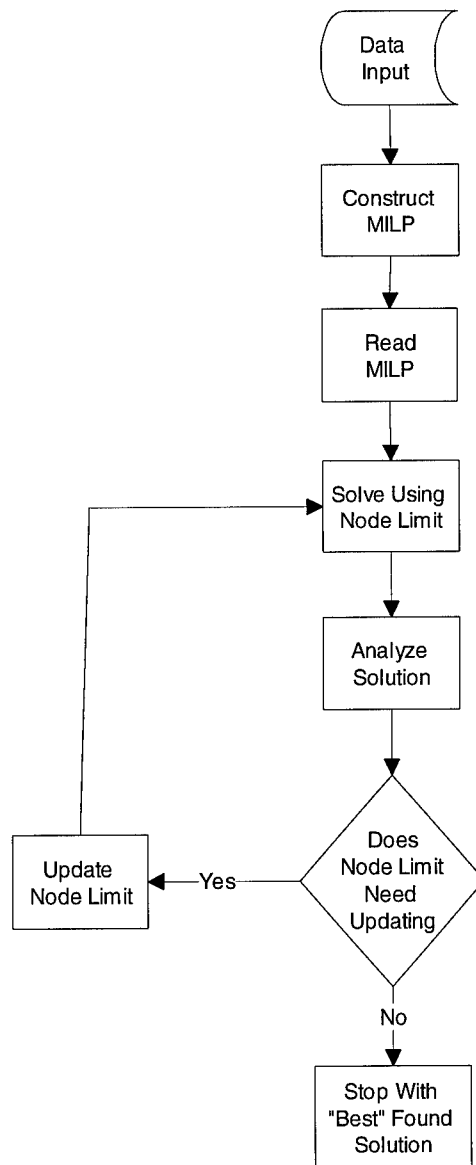 Data
Input
Construct
MILP
Read
MILP
Solve Using
Node Limit
Analyze
Solution
Does
Node Limit
Need
Updating
Yes
Update
Node Limit
No
Stop With
"Best" Found
Solution